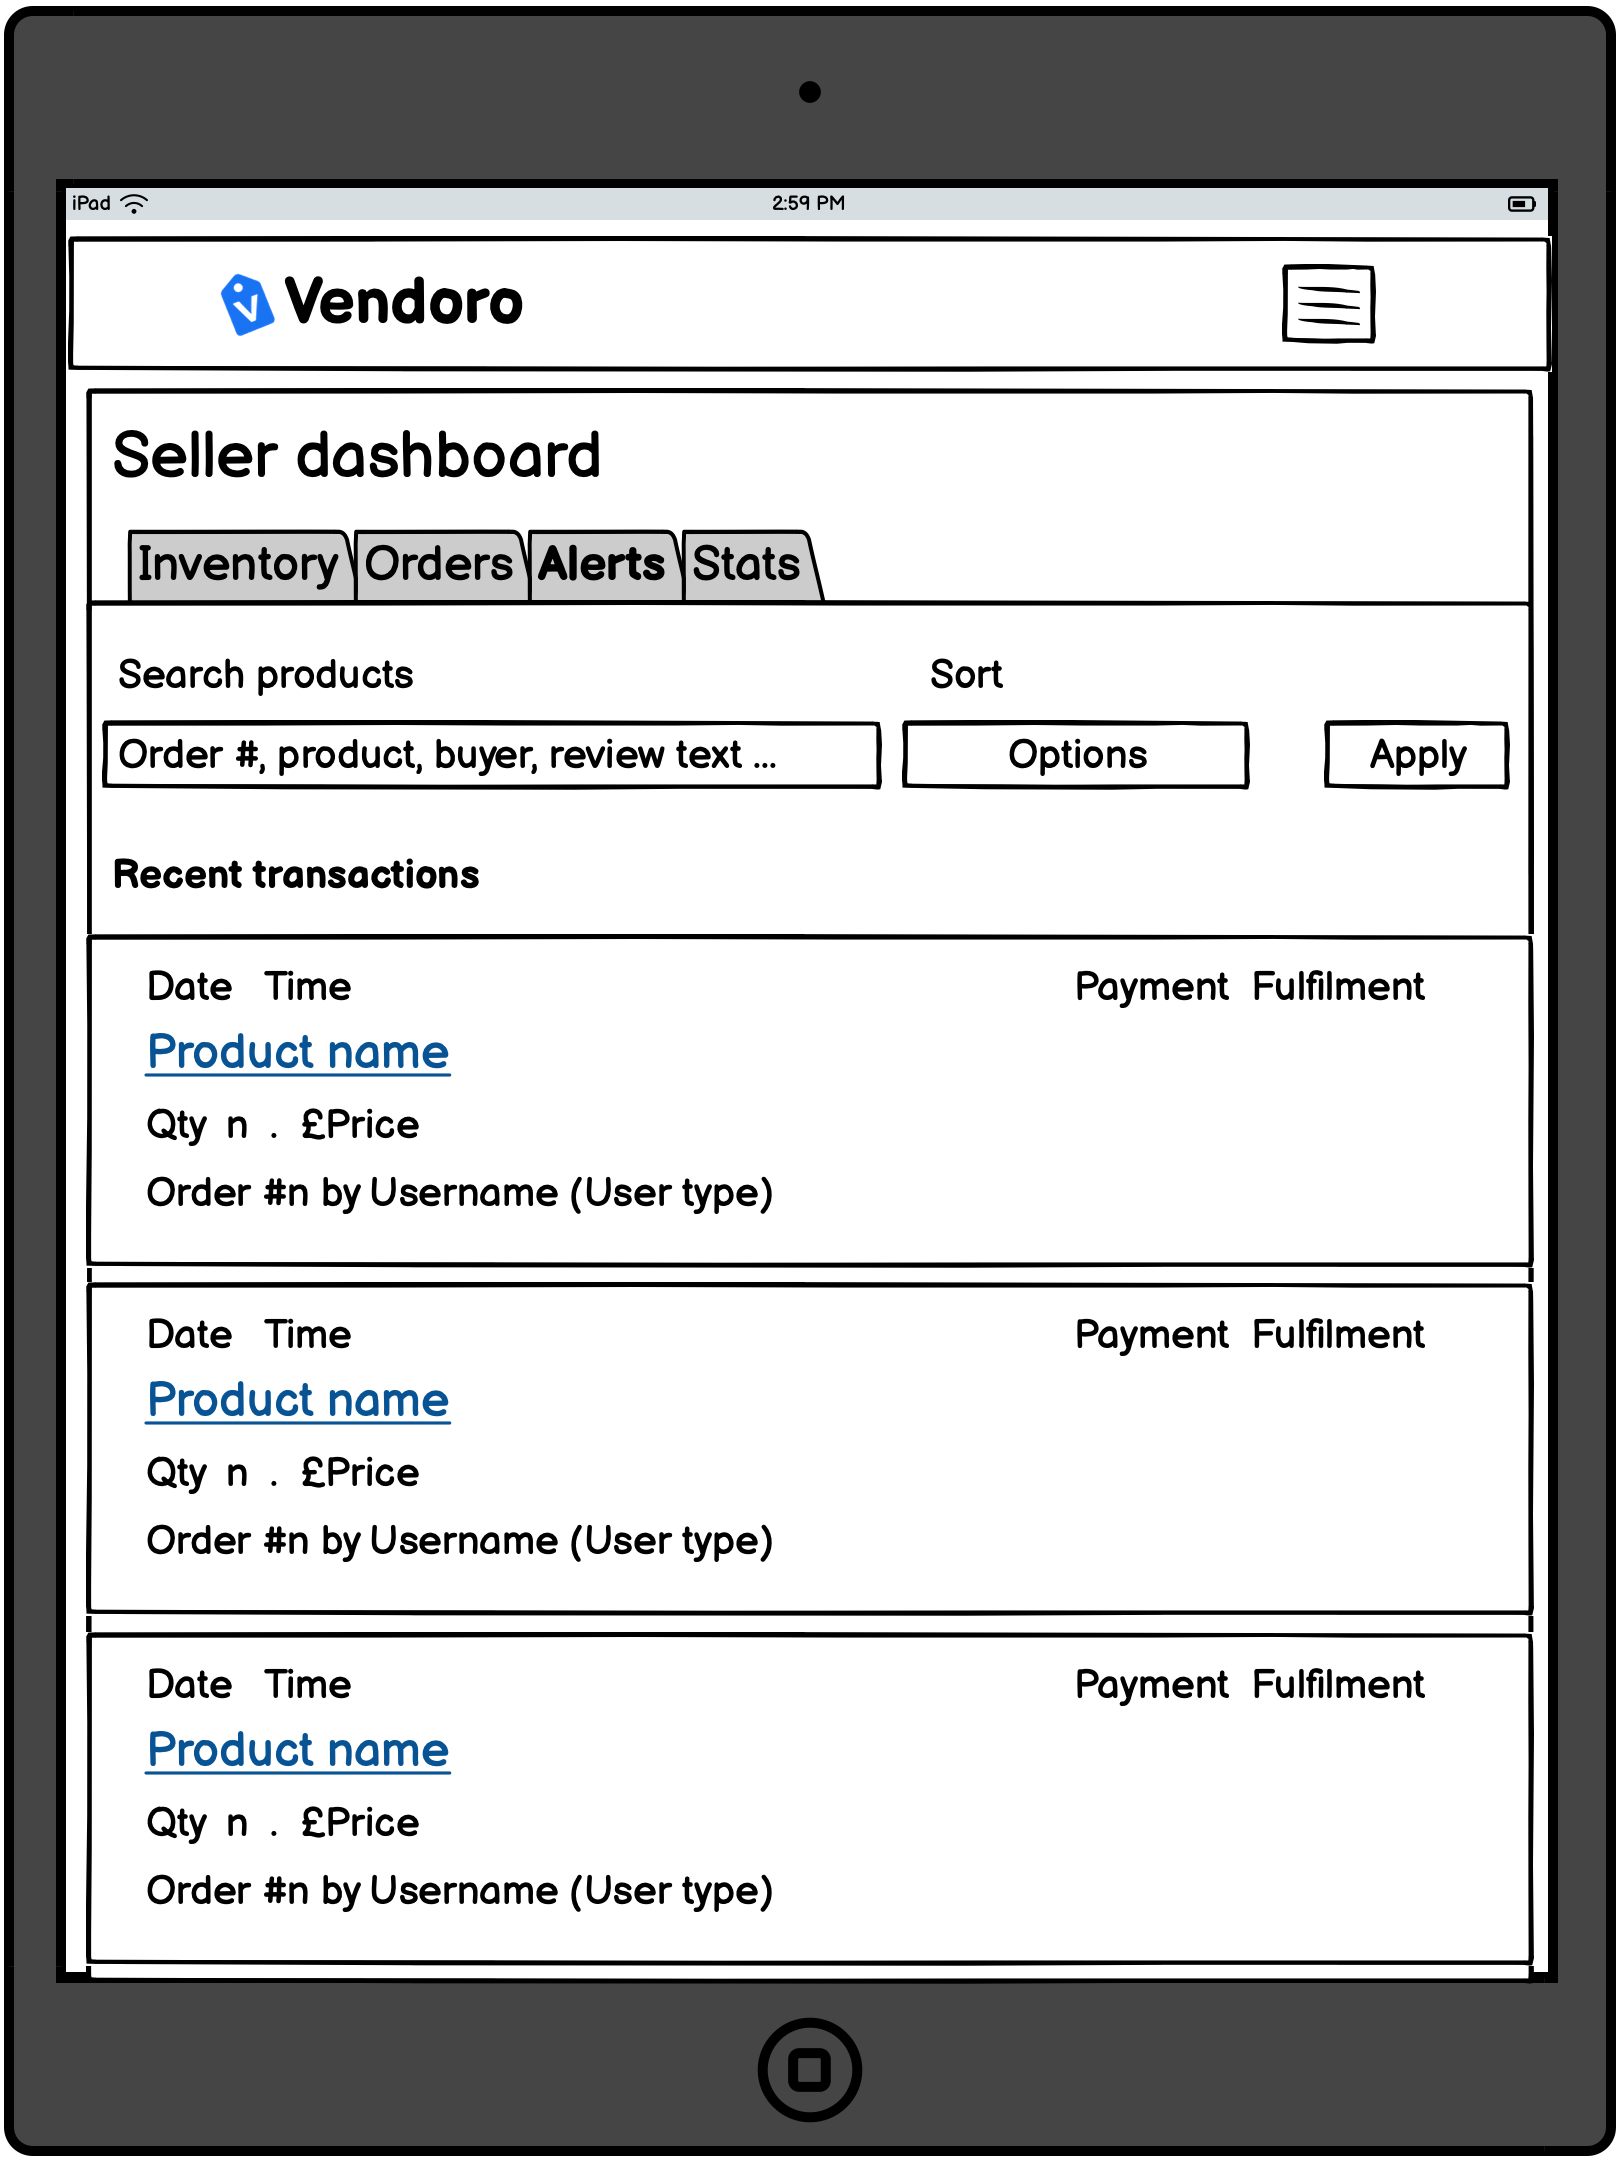 iPad 2:59 PM
V Vendoro
Seller dashboard
Inventory Orders Alerts Stats
Search products Sort
Order #, product, buyer, review text ... Options Apply
Recent transactions
Date Time Payment Fulfilment
Product name
Qty n . £Price
Order #n by Username (User type)
Date Time Payment Fulfilment
Product name
Qty n . £Price
Order #n by Username (User type)
Date Time Payment Fulfilment
Product name
Qty n . £Price
Order #n by Username (User type)